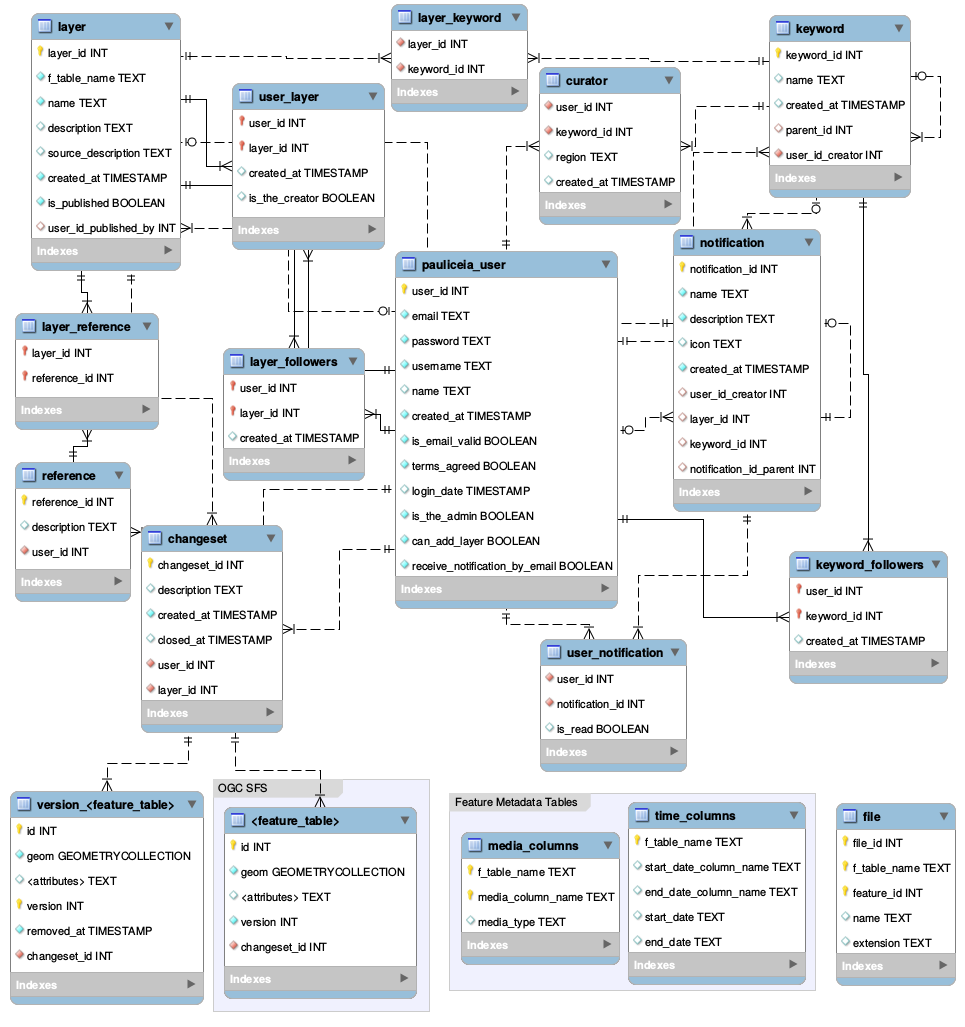 layer
layer_id INT
f_table_name TEXT
name TEXT
description TEXT
source_description TEXT
created_at TIMESTAMP
is_published BOOLEAN
user_id_published_by INT
Indexes
layer_keyword
layer_id INT
keyword_id INT
Indexes
keyword
keyword_id INT
name TEXT
created_at TIMESTAMP
parent_id INT
user_id_creator INT
Indexes
user_layer
user_id INT
layer_id INT
created_at TIMESTAMP
is_the_creator BOOLEAN
Indexes
curator
user_id INT
keyword_id INT
region TEXT
created_at TIMESTAMP
Indexes
pauliceia_user
user_id INT
email TEXT
password TEXT
username TEXT
name TEXT
created_at TIMESTAMP
is_email_valid BOOLEAN
terms_agreed BOOLEAN
login_date TIMESTAMP
is_the_admin BOOLEAN
can_add_layer BOOLEAN
receive_notification_by_email BOOLEAN
Indexes
notification
notification_id INT
name TEXT
description TEXT
icon TEXT
created_at TIMESTAMP
user_id_creator INT
layer_id INT
keyword_id INT
notification_id_parent INT
Indexes
layer_reference
layer_id INT
reference_id INT
Indexes
layer_followers
user_id INT
layer_id INT
created_at TIMESTAMP
Indexes
reference
reference_id INT
description TEXT
user_id INT
Indexes
changeset
changeset_id INT
description TEXT
created_at TIMESTAMP
closed_at TIMESTAMP
user_id INT
layer_id INT
Indexes
keyword_followers
user_id INT
keyword_id INT
created_at TIMESTAMP
Indexes
user_notification
user_id INT
notification_id INT
is_read BOOLEAN
Indexes
version_<feature_table>
id INT
geom GEOMETRYCOLLECTION
<attributes> TEXT
version INT
removed_at TIMESTAMP
changeset_id INT
Indexes
OGC SFS
<feature_table>
id INT
geom GEOMETRYCOLLECTION
<attributes> TEXT
version INT
changeset_id INT
Indexes
Feature Metadata Tables
media_columns
f_table_name TEXT
media_column_name TEXT
media_type TEXT
Indexes
time_columns
f_table_name TEXT
start_date_column_name TEXT
end_date_column_name TEXT
start_date TEXT
end_date TEXT
Indexes
file
file_id INT
f_table_name TEXT
feature_id INT
name TEXT
extension TEXT
Indexes